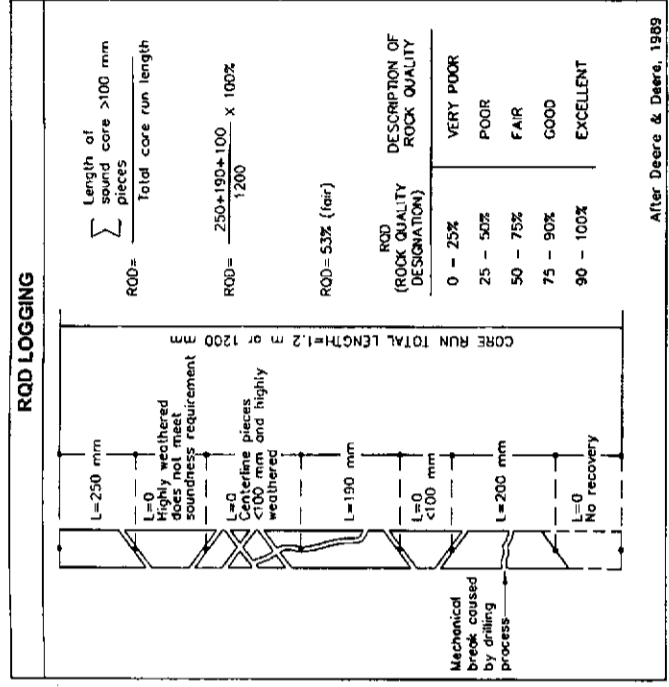 RQD LOGGING
L=250 mm
L=0
Highly weathered
does not meet
soundness requirement
L=0
Centerline pieces
<100 mm and highly
weathered
L=190 mm
L=0
<100 mm
L=200 mm
L=0
No recovery
Mechanical
break caused
by drilling
process
CORE RUN TOTAL LENGTH=1.2 m or 1200 mm
∑ Length of
sound core >100 mm
pieces
RQD=
Total core run length
RQD= 250+190+100 X 100%
1200
RQD= 53% (fair)
RQD
(ROCK QUALITY
DESIGNATION)
DESCRIPTION OF
ROCK QUALITY
0 - 25% VERY POOR
25 - 50% POOR
50 - 75% FAIR
75 - 90% GOOD
90 - 100% EXCELLENT
After Deere & Deere, 1989